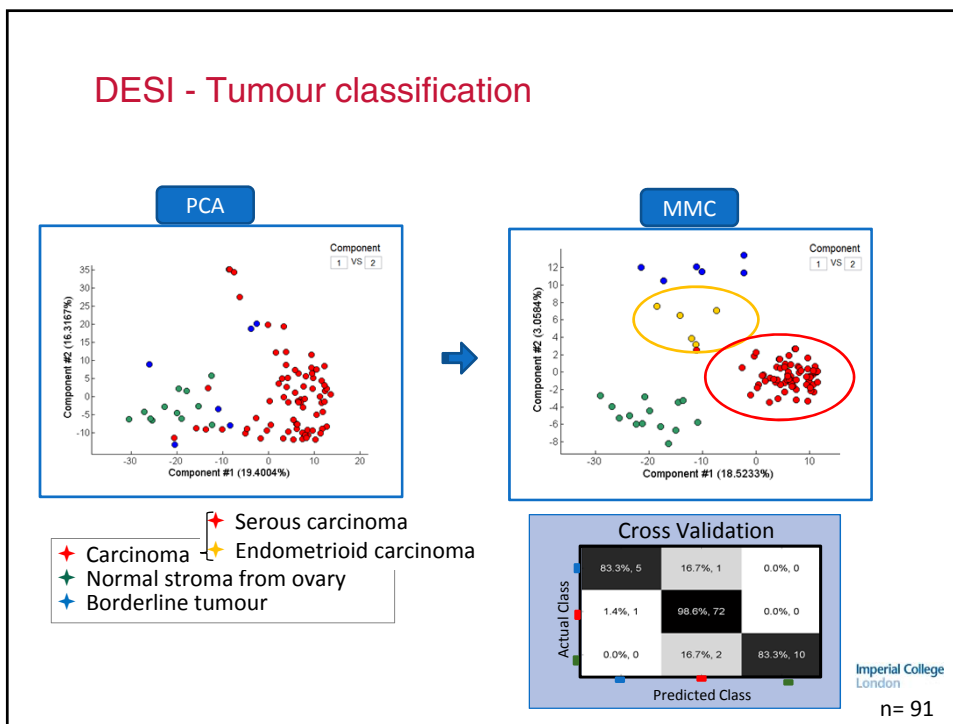 DESI - Tumour classification
PCA
Component
1 VS 2
35
30
25
20
15
10
5
0
-5
-10
Component #2 (16.3167%)
-30 -20 -10 0 10 20
Component #1 (19.4004%)
MMC
Component
1 VS 2
12
10
8
6
4
2
0
-2
-4
-6
-8
Component #2 (3.0584%)
-30 -20 -10 0 10
Component #1 (18.5233%)
Serous carcinoma
Carcinoma
Endometrioid carcinoma
Normal stroma from ovary
Borderline tumour
Cross Validation
Actual Class
83.3%, 5 16.7%, 1 0.0%, 0
1.4%, 1 98.6%, 72 0.0%, 0
0.0%, 0 16.7%, 2 83.3%, 10
Predicted Class
Imperial College
London
n= 91